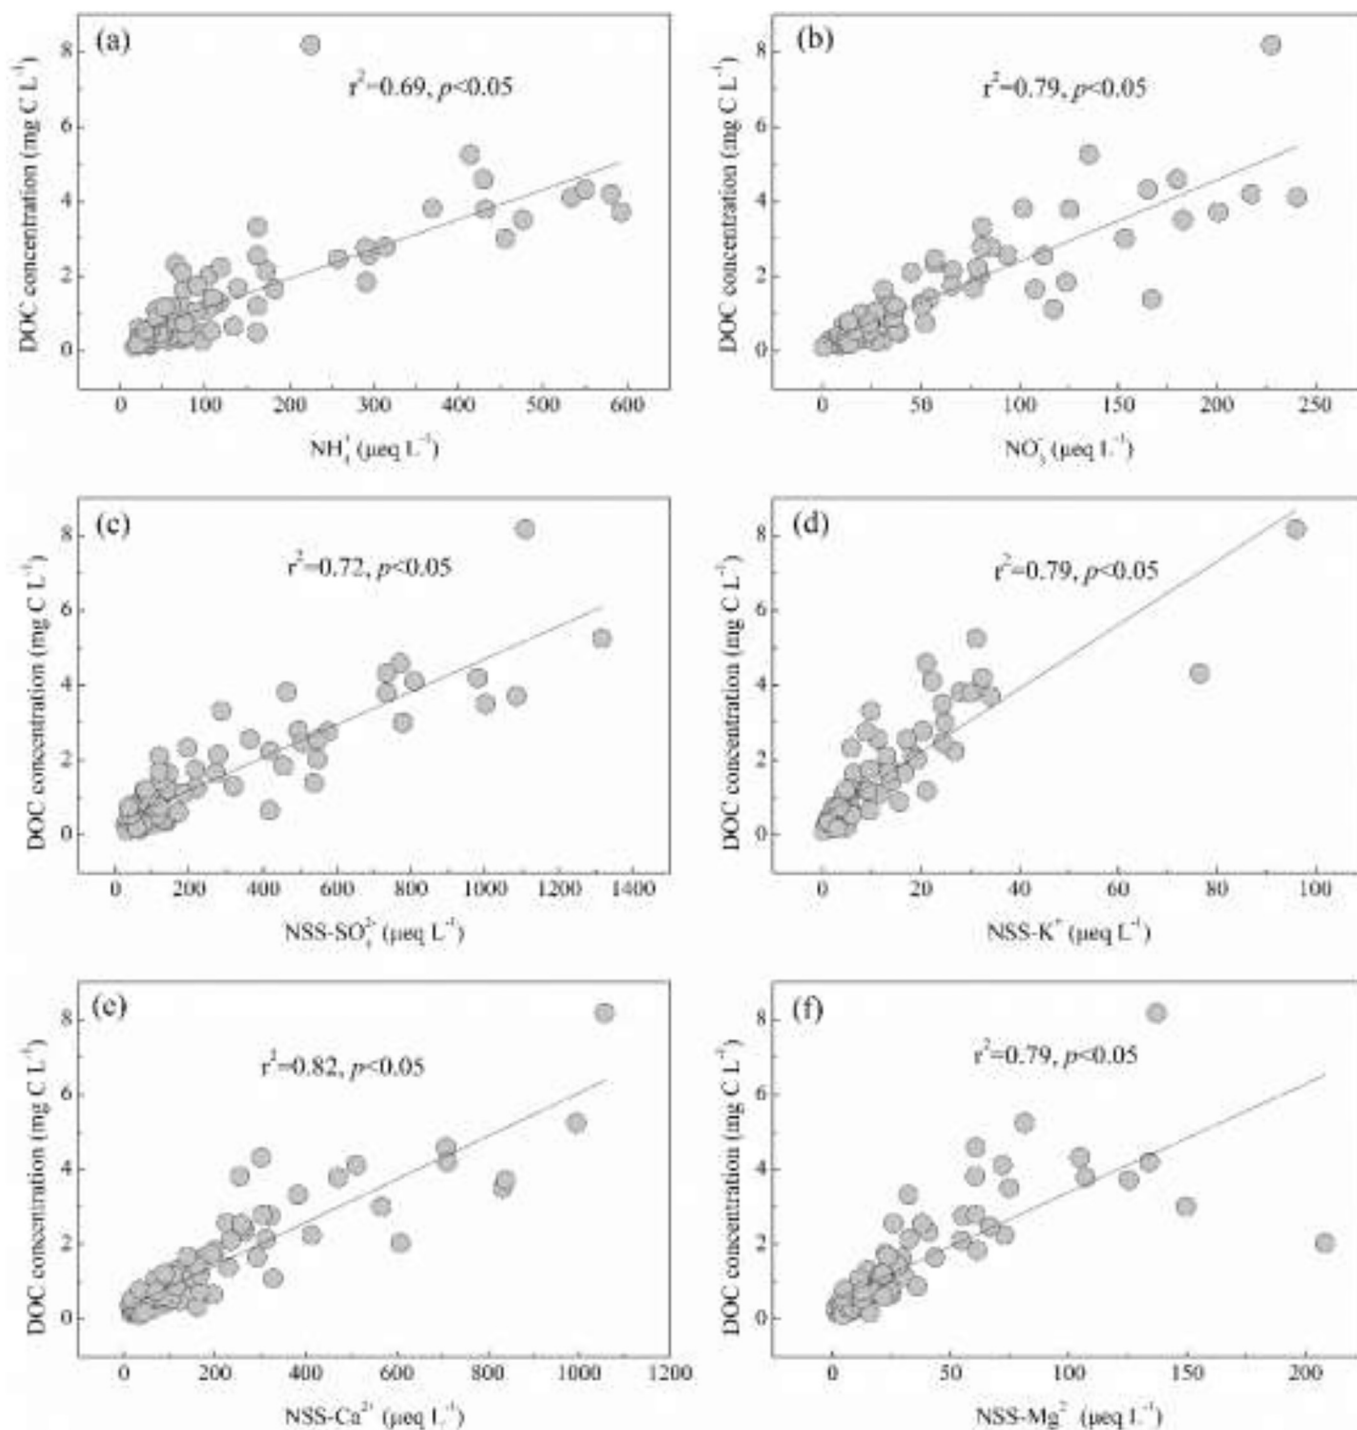 (a)
r²=0.69, p<0.05
DOC concentration (mg C L⁻¹)
8
6
4
2
0
0 100 200 300 400 500 600
NH₄⁺ (μeq L⁻¹)
(b)
r²=0.79, p<0.05
DOC concentration (mg C L⁻¹)
8
6
4
2
0
0 50 100 150 200 250
NO₃⁻ (μeq L⁻¹)
(c)
r²=0.72, p<0.05
DOC concentration (mg C L⁻¹)
8
6
4
2
0
0 200 400 600 800 1000 1200 1400
NSS-SO₄²⁻ (μeq L⁻¹)
(d)
r²=0.79, p<0.05
DOC concentration (mg C L⁻¹)
8
6
4
2
0
0 20 40 60 80 100
NSS-K⁺ (μeq L⁻¹)
(e)
r²=0.82, p<0.05
DOC concentration (mg C L⁻¹)
8
6
4
2
0
0 200 400 600 800 1000 1200
NSS-Ca²⁺ (μeq L⁻¹)
(f)
r²=0.79, p<0.05
DOC concentration (mg C L⁻¹)
8
6
4
2
0
0 50 100 150 200
NSS-Mg² (μeq L⁻¹)